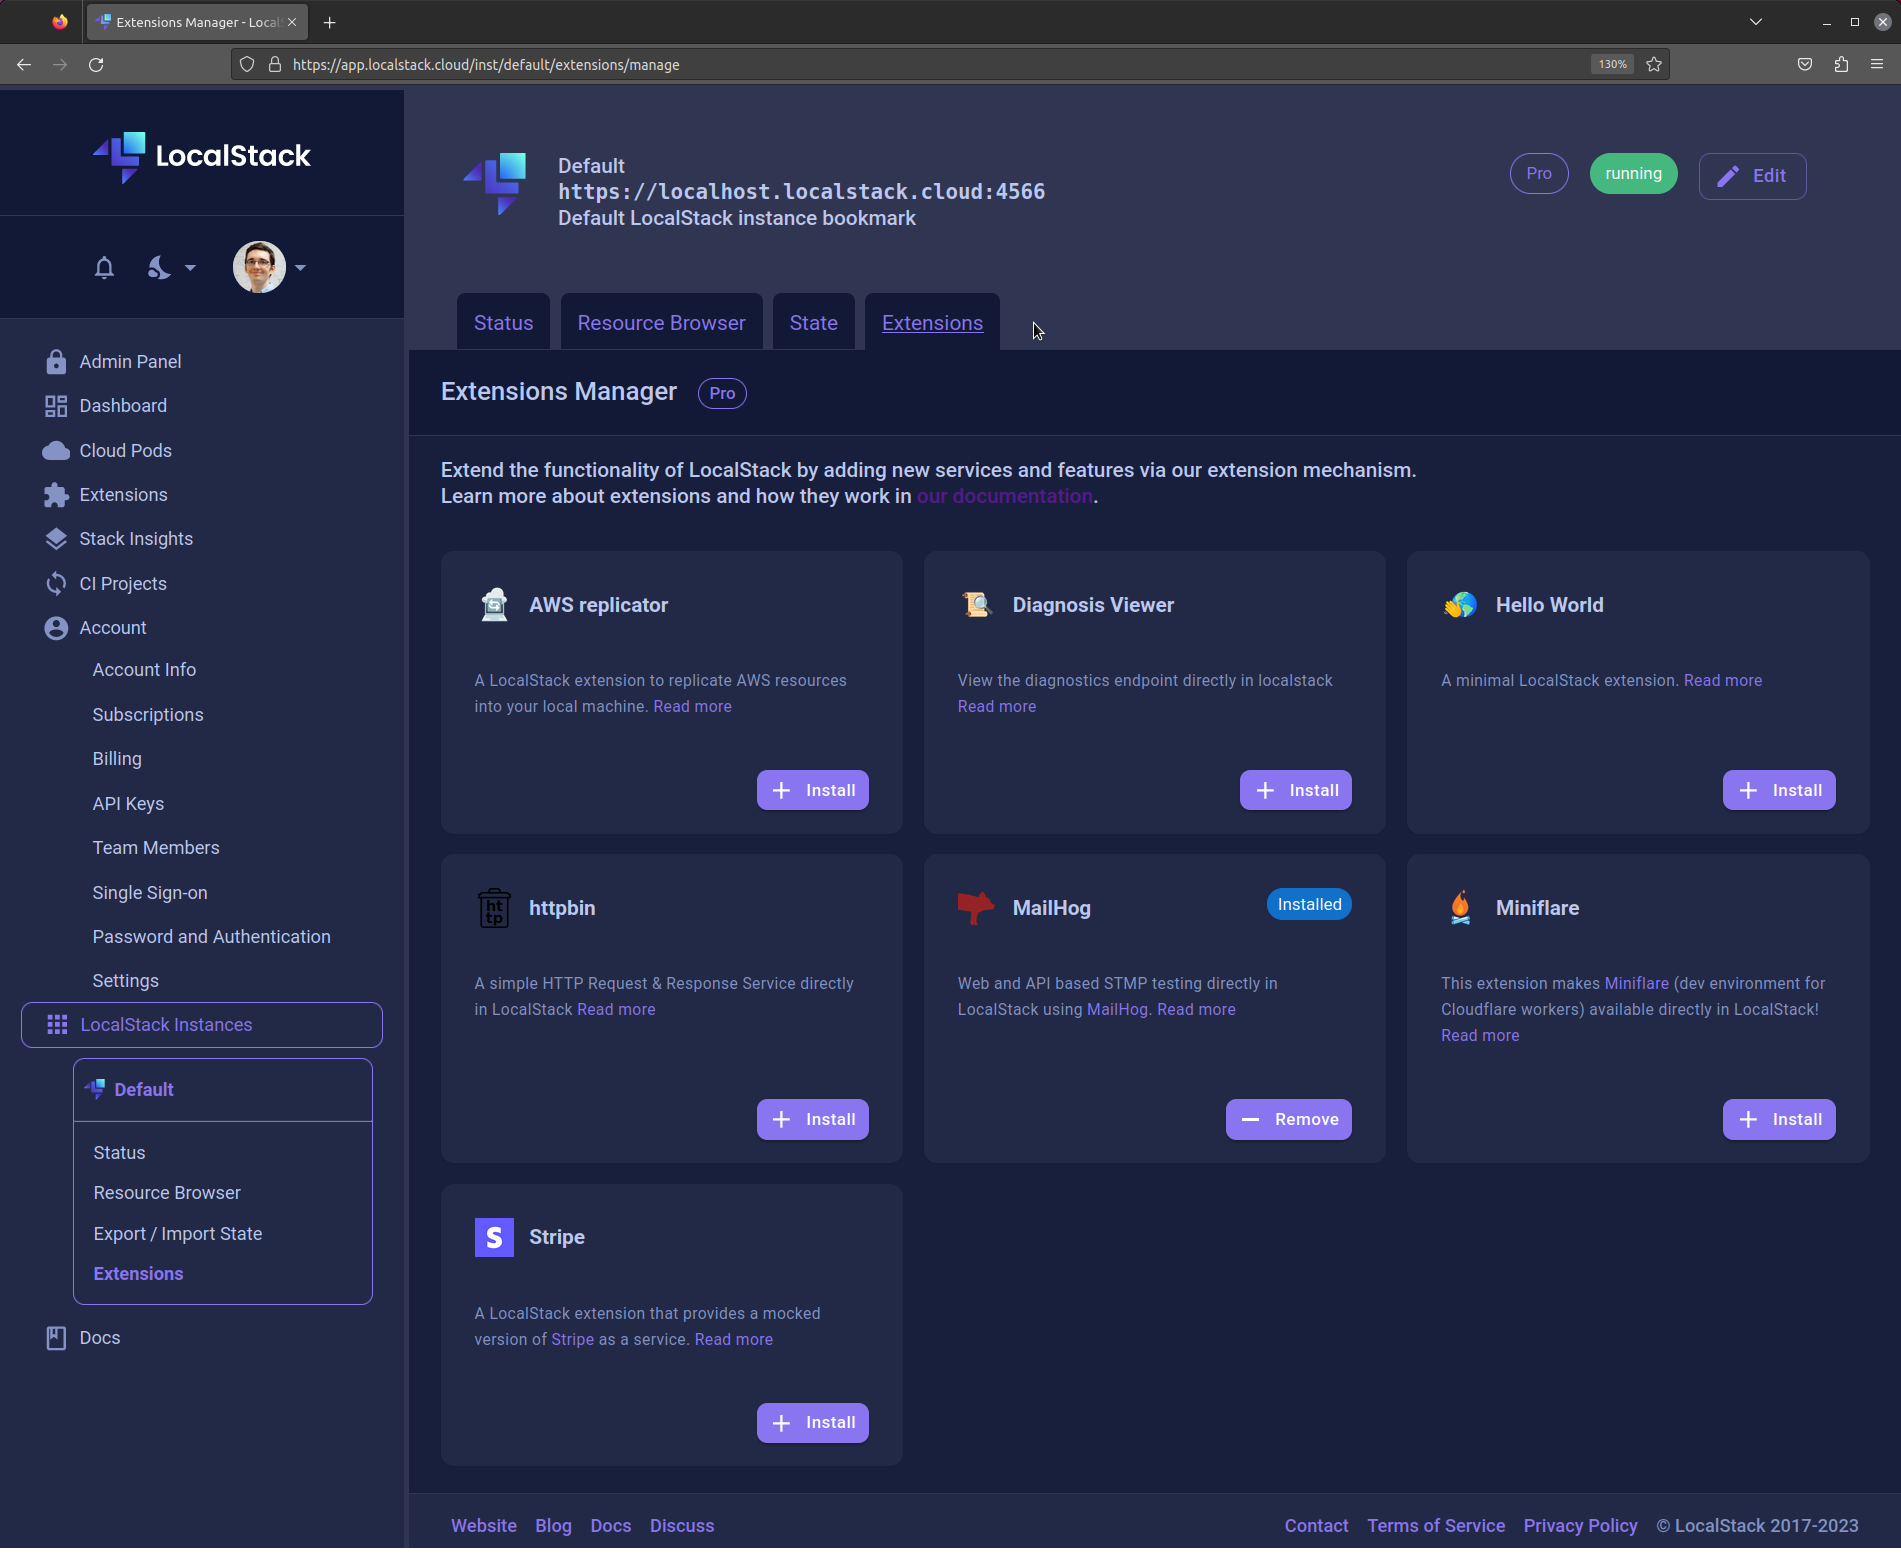 Extensions Manager - Local
https://app.localstack.cloud/inst/default/extensions/manage
130%
LocalStack
Default
https://localhost.localstack.cloud:4566
Default LocalStack instance bookmark
Pro
running
Edit
Status
Resource Browser
State
Extensions
Admin Panel
Dashboard
Cloud Pods
Extensions
Stack Insights
CI Projects
Account
Account Info
Subscriptions
Billing
API Keys
Team Members
Single Sign-on
Password and Authentication
Settings
LocalStack Instances
Default
Status
Resource Browser
Export / Import State
Extensions
Docs
Extensions Manager
Pro
Extend the functionality of LocalStack by adding new services and features via our extension mechanism.
Learn more about extensions and how they work in our documentation.
AWS replicator
A LocalStack extension to replicate AWS resources
into your local machine. Read more
Install
Diagnosis Viewer
View the diagnostics endpoint directly in localstack
Read more
Install
Hello World
A minimal LocalStack extension. Read more
Install
ht
tp
httpbin
A simple HTTP Request & Response Service directly
in LocalStack Read more
Install
MailHog
Installed
Web and API based STMP testing directly in
LocalStack using MailHog. Read more
Remove
Miniflare
This extension makes Miniflare (dev environment for
Cloudflare workers) available directly in LocalStack!
Read more
Install
S
Stripe
A LocalStack extension that provides a mocked
version of Stripe as a service. Read more
Install
Website Blog Docs Discuss
Contact Terms of Service Privacy Policy © LocalStack 2017-2023